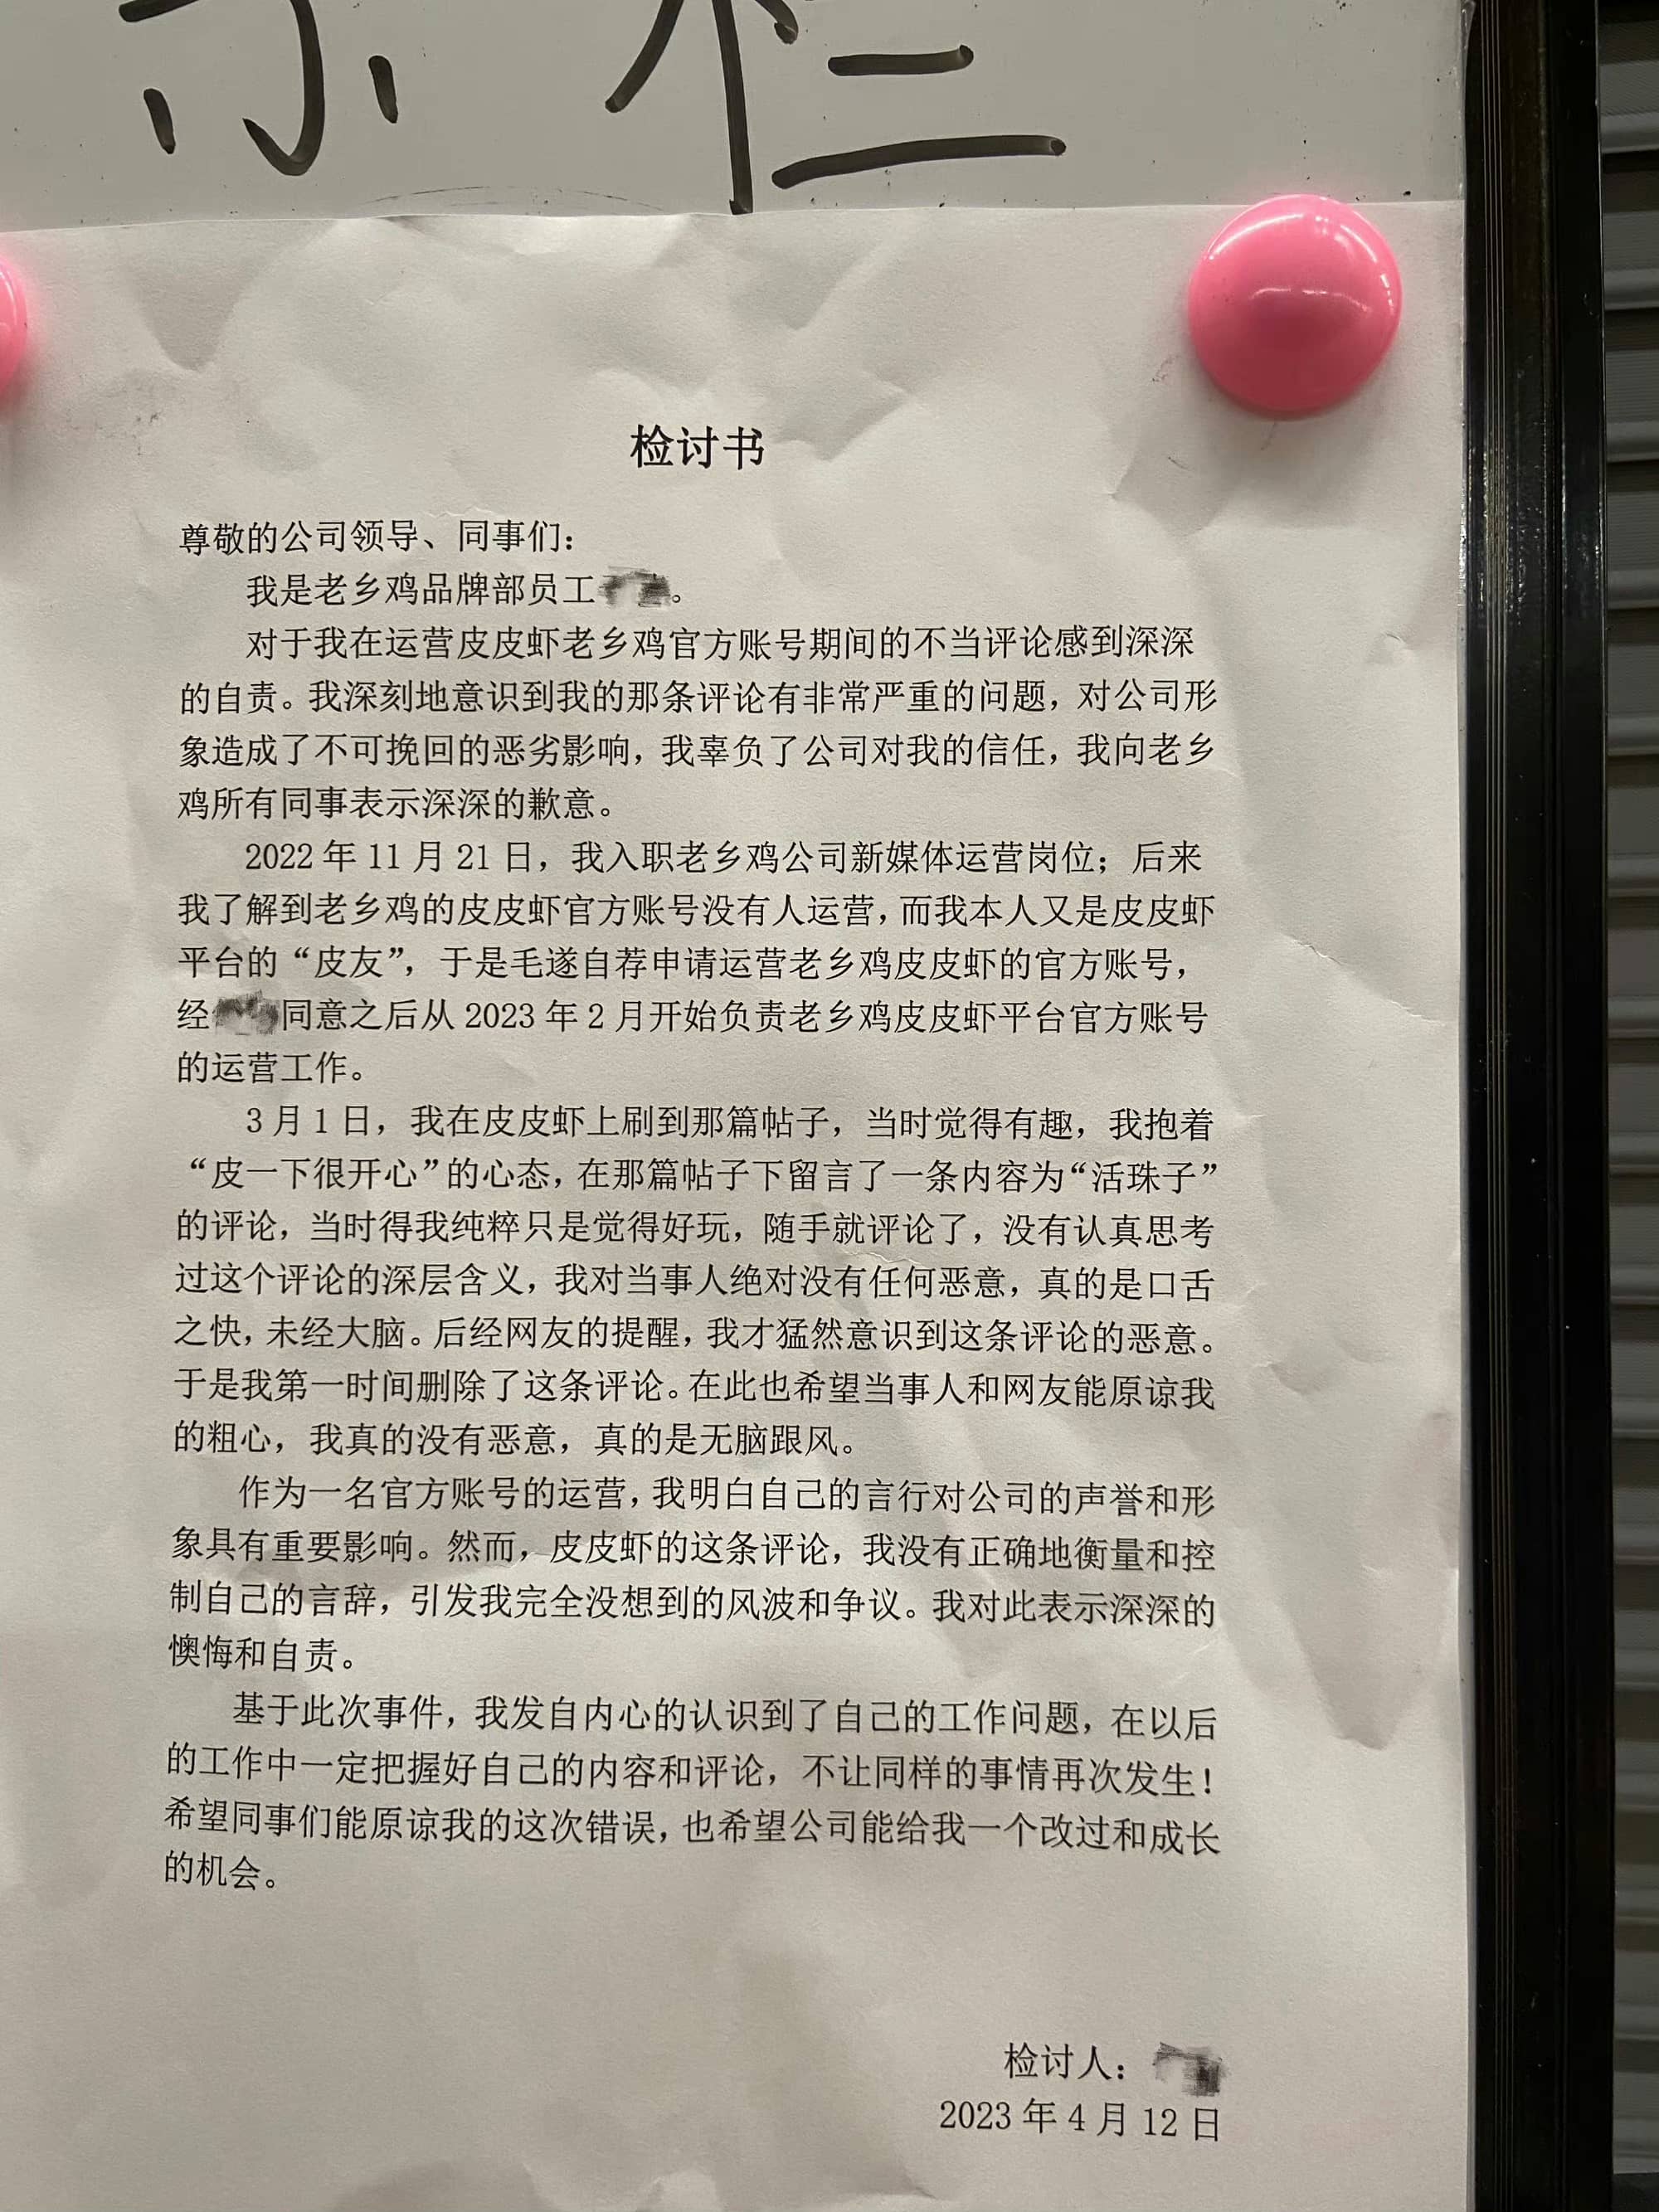 示栏
检讨书
尊敬的公司领导、同事们：
我是老乡鸡品牌部员工。
对于我在运营皮皮虾老乡鸡官方账号期间的不当评论感到深深
的自责。我深刻地意识到我的那条评论有非常严重的问题，对公司形
象造成了不可挽回的恶劣影响，我辜负了公司对我的信任，我向老乡
鸡所有同事表示深深的歉意。
2022 年 11 月 21 日，我入职老乡鸡公司新媒体运营岗位；后来
我了解到老乡鸡的皮皮虾官方账号没有人运营，而我本人又是皮皮虾
平台的“皮友”，于是毛遂自荐申请运营老乡鸡皮皮虾的官方账号，
经同意之后从 2023 年 2 月开始负责老乡鸡皮皮虾平台官方账号
的运营工作。
3 月 1 日，我在皮皮虾上刷到那篇帖子，当时觉得有趣，我抱着
“皮一下很开心”的心态，在那篇帖子下留言了一条内容为“活珠子”
的评论，当时得我纯粹只是觉得好玩，随手就评论了，没有认真思考
过这个评论的深层含义，我对当事人绝对没有任何恶意，真的是口舌
之快，未经大脑。后经网友的提醒，我才猛然意识到这条评论的恶意。
于是我第一时间删除了这条评论。在此也希望当事人和网友能原谅我
的粗心，我真的没有恶意，真的是无脑跟风。
作为一名官方账号的运营，我明白自己的言行对公司的声誉和形
象具有重要影响。然而，皮皮虾的这条评论，我没有正确地衡量和控
制自己的言辞，引发我完全没想到的风波和争议。我对此表示深深的
懊悔和自责。
基于此次事件，我发自内心的认识到了自己的工作问题，在以后
的工作中一定把握好自己的内容和评论，不让同样的事情再次发生！
希望同事们能原谅我的这次错误，也希望公司能给我一个改过和成长
的机会。
检讨人：
2023 年 4 月 12 日